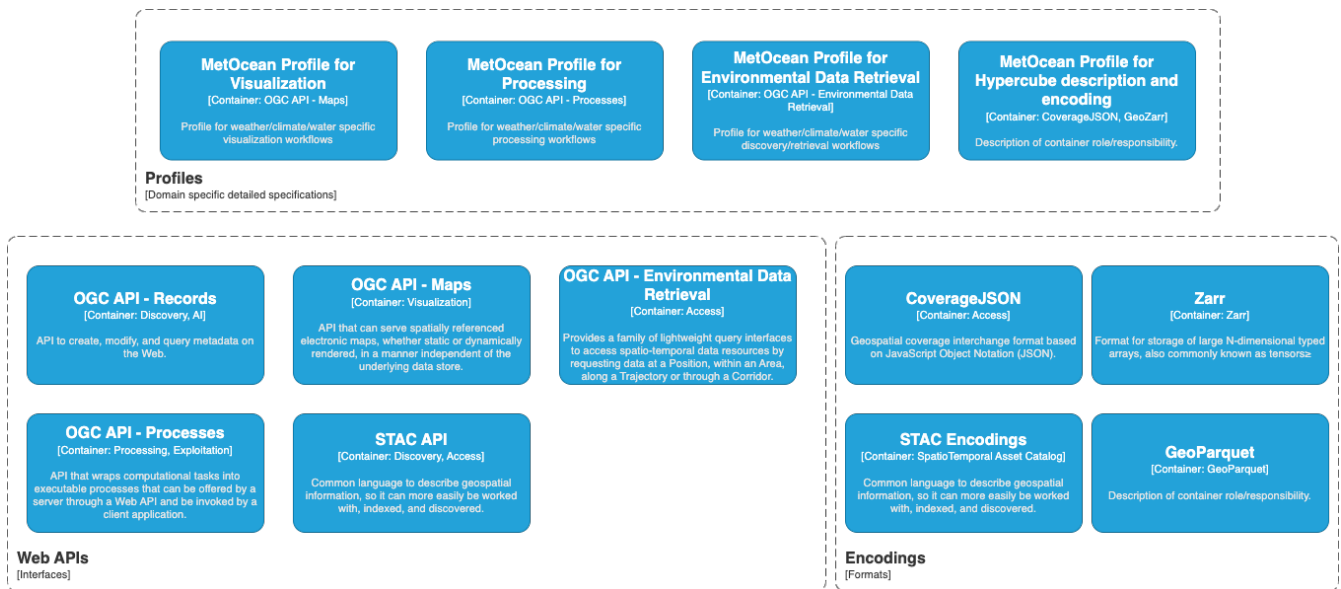 MetOcean Profile for
Visualization
[Container: OGC API - Maps]
Profile for weather/climate/water specific
visualization workflows
MetOcean Profile for
Processing
[Container: OGC API - Processes]
Profile for weather/climate/water specific
processing workflows
MetOcean Profile for
Environmental Data Retrieval
[Container: OGC API - Environmental Data
Retrieval]
Profile for weather/climate/water specific
discovery/retrieval workflows
MetOcean Profile for
Hypercube description and
encoding
[Container: CoverageJSON, GeoZarr]
Description of container role/responsibility.
Profiles
[Domain specific detailed specifications]
OGC API - Records
[Container: Discovery, AI]
API to create, modify, and query metadata on
the Web.
OGC API - Maps
[Container: Visualization]
API that can serve spatially referenced
electronic maps, whether static or dynamically
rendered, in a manner independent of the
underlying data store.
OGC API - Environmental Data
Retrieval
[Container: Access]
Provides a family of lightweight query interfaces
to access spatio-temporal data resources by
requesting data at a Position, within an Area,
along a Trajectory or through a Corridor.
OGC API - Processes
[Container: Processing, Exploitation]
API that wraps computational tasks into
executable processes that can be offered by a
server through a Web API and be invoked by a
client application.
STAC API
[Container: Discovery, Access]
Common language to describe geospatial
information, so it can more easily be worked
with, indexed, and discovered.
Web APIs
[Interfaces]
CoverageJSON
[Container: Access]
Geospatial coverage interchange format based
on JavaScript Object Notation (JSON).
Zarr
[Container: Zarr]
Format for storage of large N-dimensional typed
arrays, also commonly known as tensors≥
STAC Encodings
[Container: SpatioTemporal Asset Catalog]
Common language to describe geospatial
information, so it can more easily be worked
with, indexed, and discovered.
GeoParquet
[Container: GeoParquet]
Description of container role/responsibility.
Encodings
[Formats]